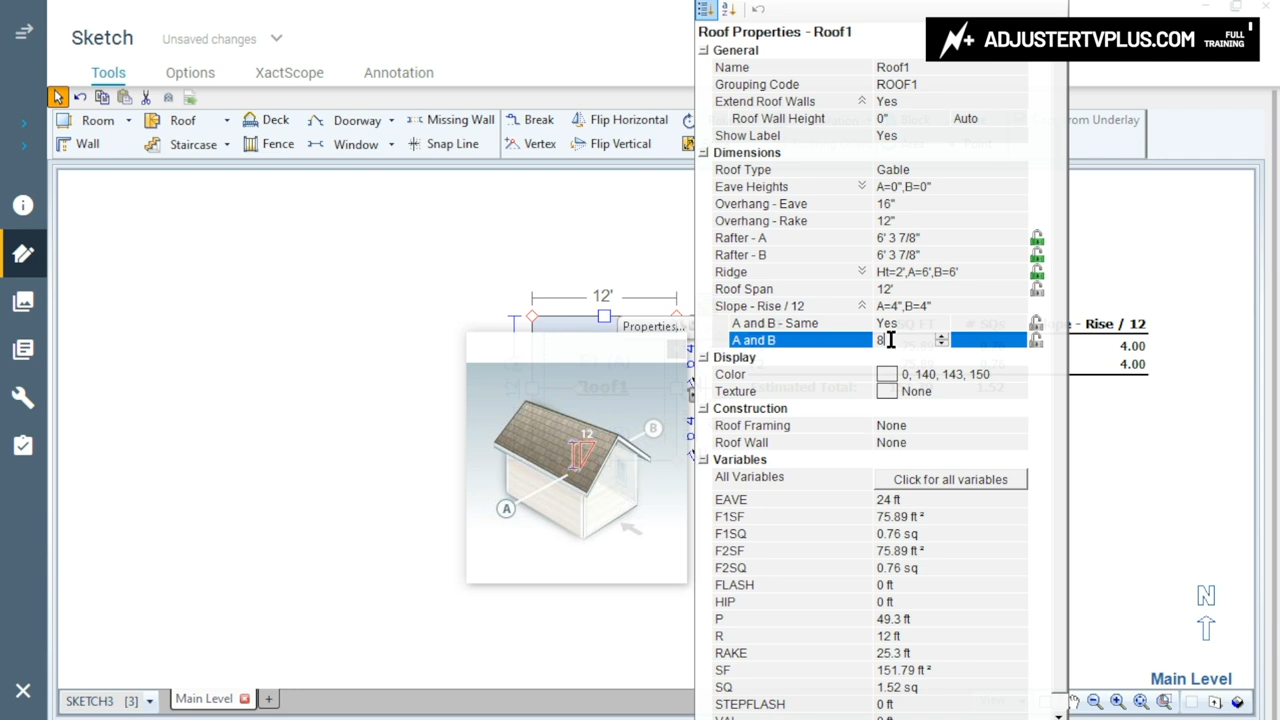 Sketch Unsaved changes
ADJUSTERTVPLUS.COM FULL TRAINING
Tools Options XactScope Annotation
Room Roof Deck Doorway Missing Wall Break Flip Horizontal
from Underlay
Wall Staircase Fence Window Snap Line Vertex Flip Vertical
Roof Properties - Roof1
General
Name Roof1
Grouping Code ROOF1
Extend Roof Walls Yes
Roof Wall Height 0" Auto
Show Label Yes
Dimensions
Roof Type Gable
Eave Heights A=0",B=0"
Overhang - Eave 16"
Overhang - Rake 12"
Rafter - A 6' 3 7/8"
Rafter - B 6' 3 7/8"
Ridge Ht=2',A=6',B=6'
Roof Span 12'
Slope - Rise / 12 A=4",B=4"
A and B - Same Yes
A and B 8
Display
Color 0, 140, 143, 150
Texture None
Construction
Roof Framing None
Roof Wall None
Variables
All Variables Click for all variables
EAVE 24 ft
F1SF 75.89 ft²
F1SQ 0.76 sq
F2SF 75.89 ft²
F2SQ 0.76 sq
FLASH 0 ft
HIP 0 ft
P 49.3 ft
R 12 ft
RAKE 25.3 ft
SF 151.79 ft²
SQ 1.52 sq
STEPFLASH 0 ft
12'
Properties...
Roof1
12
B
A
# SQs
e - Rise / 12
4.00
4.00
Estimated Total: 1.52
N
Main Level
SKETCH3 [3] Main Level +